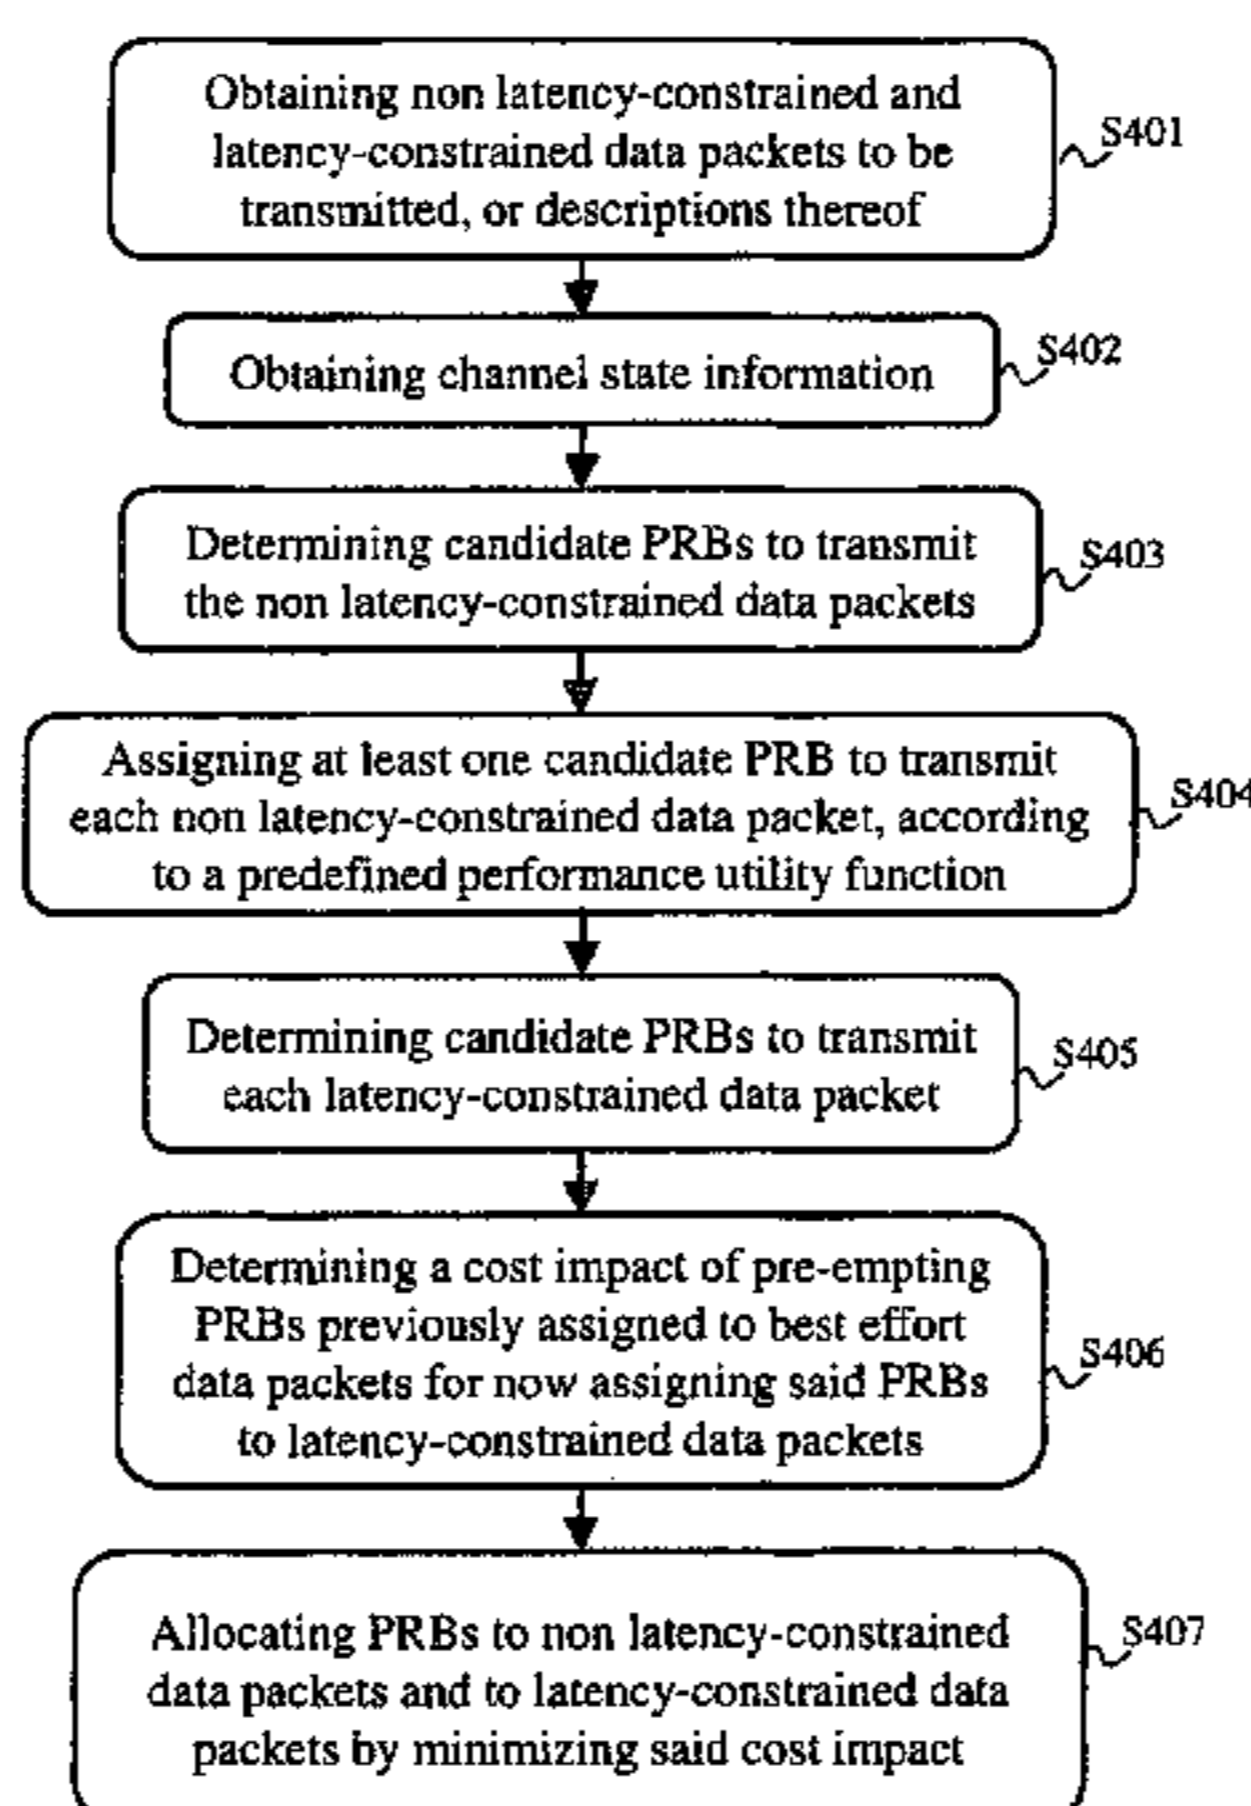 Obtaining non latency-constrained and
latency-constrained data packets to be
transmitted, or descriptions thereof
S401
Obtaining channel state information
S402
Determining candidate PRBs to transmit
the non latency-constrained data packets
S403
Assigning at least one candidate PRB to transmit
each non latency-constrained data packet, according
to a predefined performance utility function
S404
Determining candidate PRBs to transmit
each latency-constrained data packet
S405
Determining a cost impact of pre-empting
PRBs previously assigned to best effort
data packets for now assigning said PRBs
to latency-constrained data packets
S406
Allocating PRBs to non latency-constrained
data packets and to latency-constrained data
packets by minimizing said cost impact
S407